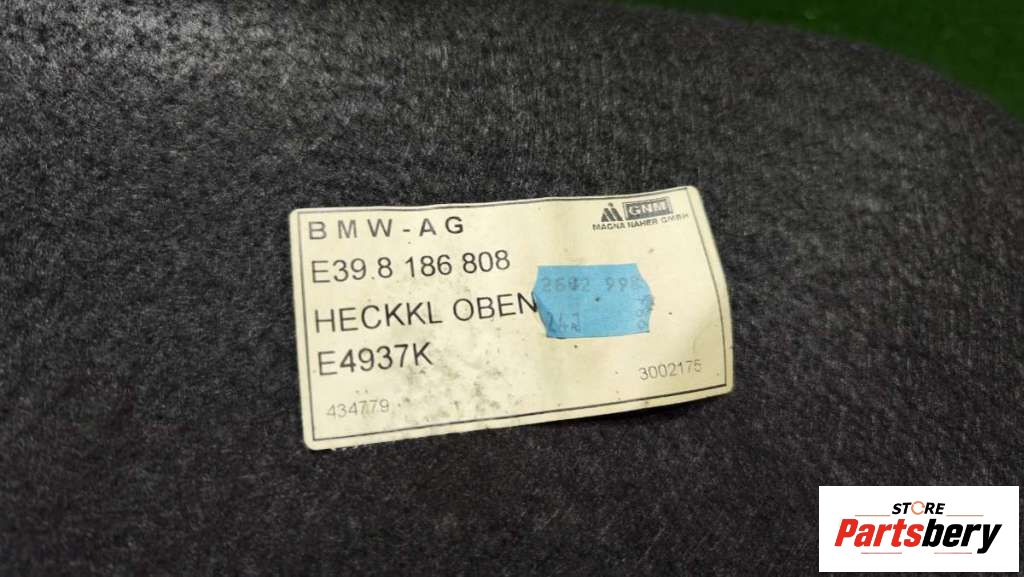 BMW-AG
GNM
MAGNA NAHER GMBH
E39.8 186 808
HECKKL OBEN
E4937K
434779
3002175
STORE
Partsbery